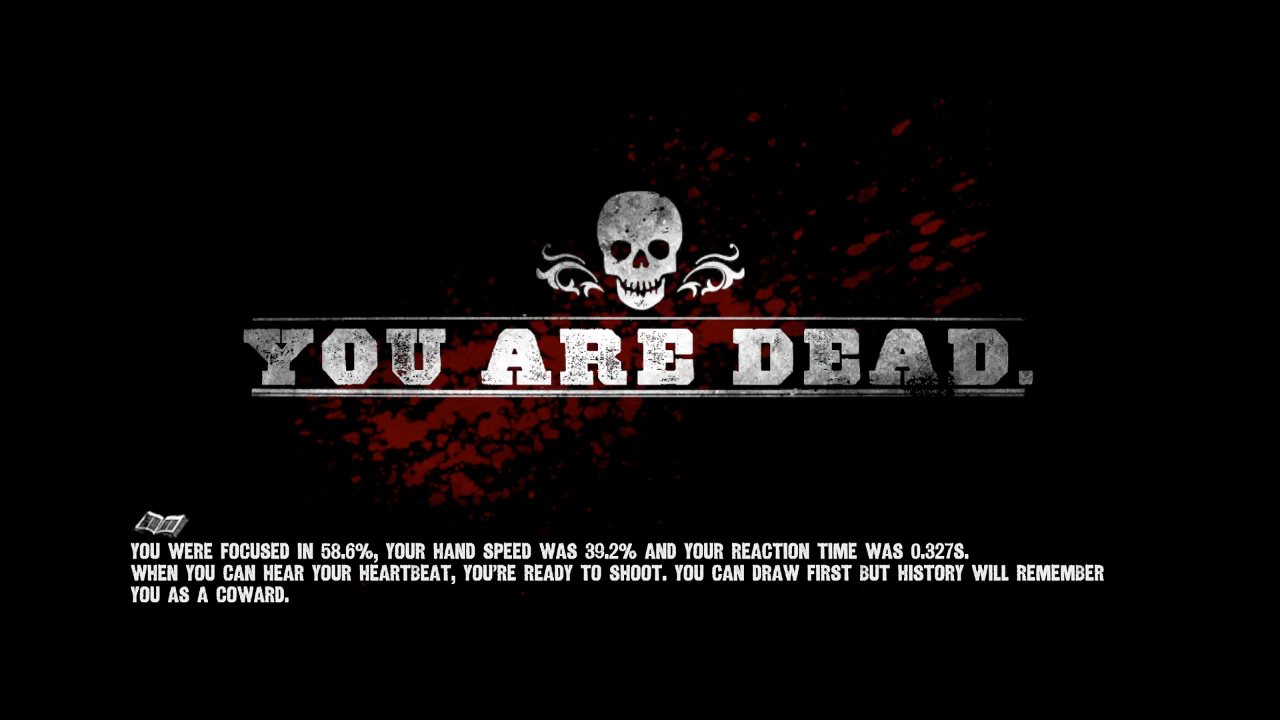 YOU ARE DEAD.
YOU WERE FOCUSED IN 58.6%, YOUR HAND SPEED WAS 39.2% AND YOUR REACTION TIME WAS 0.327S.
WHEN YOU CAN HEAR YOUR HEARTBEAT, YOU'RE READY TO SHOOT. YOU CAN DRAW FIRST BUT HISTORY WILL REMEMBER
YOU AS A COWARD.